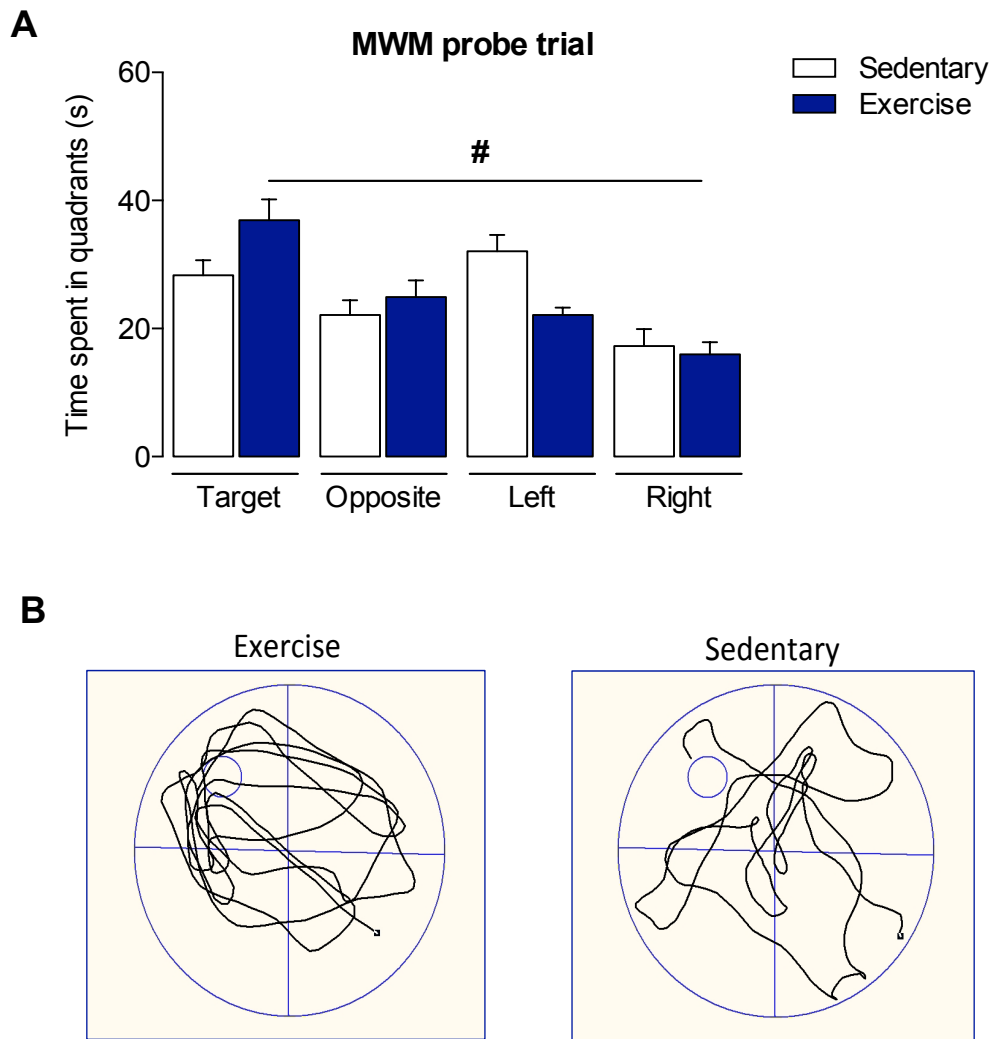 A
MWM probe trial
Sedentary
Exercise
Time spent in quadrants (s)
60
40
20
0
#
Target Opposite Left Right
B
Exercise Sedentary